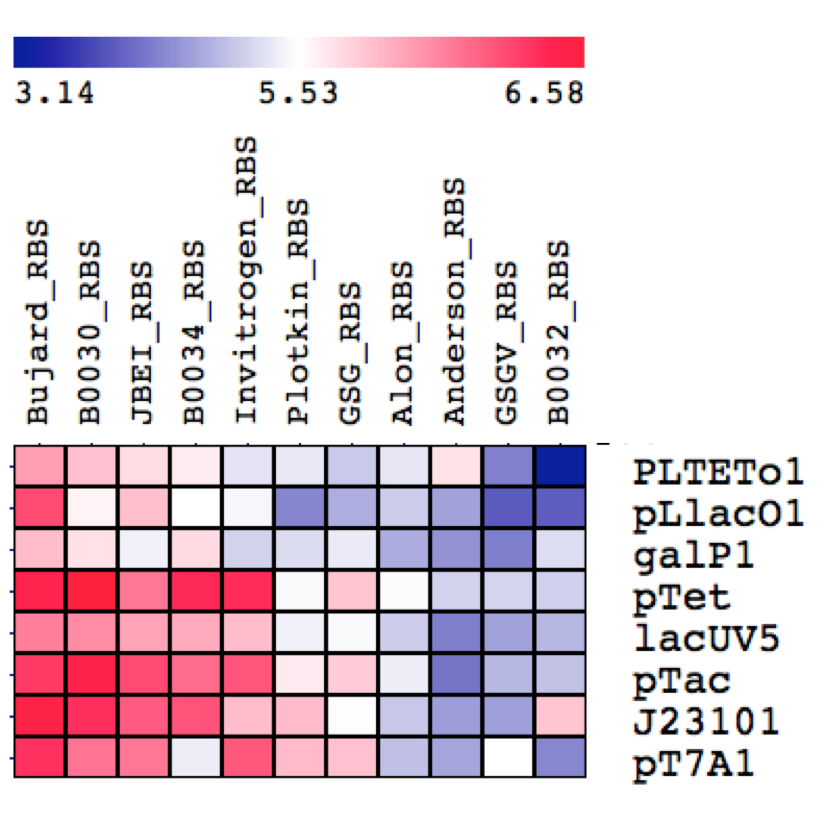 3.14 5.53 6.58
Bujard_RBS
B0030_RBS
JBEI_RBS
B0034_RBS
Invitrogen_RBS
Plotkin_RBS
GSG_RBS
Alon_RBS
Anderson_RBS
GSGV_RBS
B0032_RBS
PLTETo1
pLlacO1
galP1
pTet
lacUV5
pTac
J23101
pT7A1